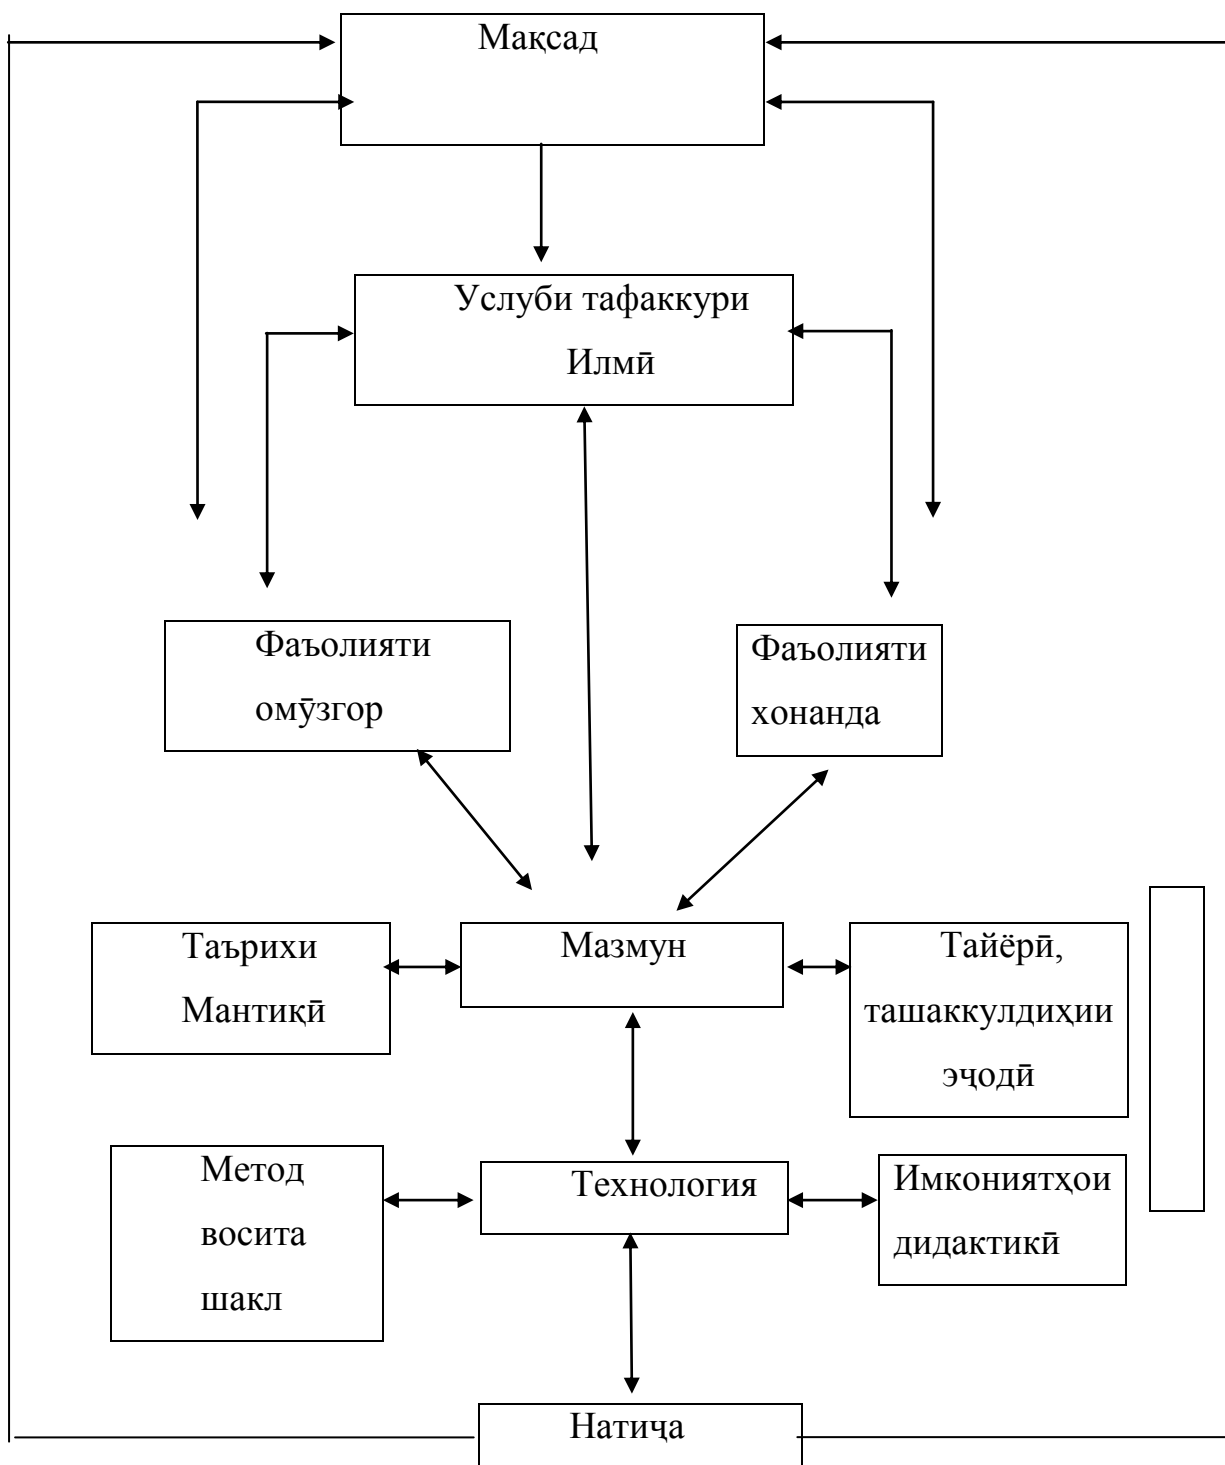 Мақсад
Услуби тафаккури
Илмӣ
Фаъолияти
омӯзгор
Фаъолияти
хонанда
Таърихи
Мантиқӣ
Мазмун
Тайёрӣ,
ташаккулдиҳии
эҷодӣ
Метод
восита
шакл
Технология
Имкониятҳои
дидактикӣ
Натиҷа